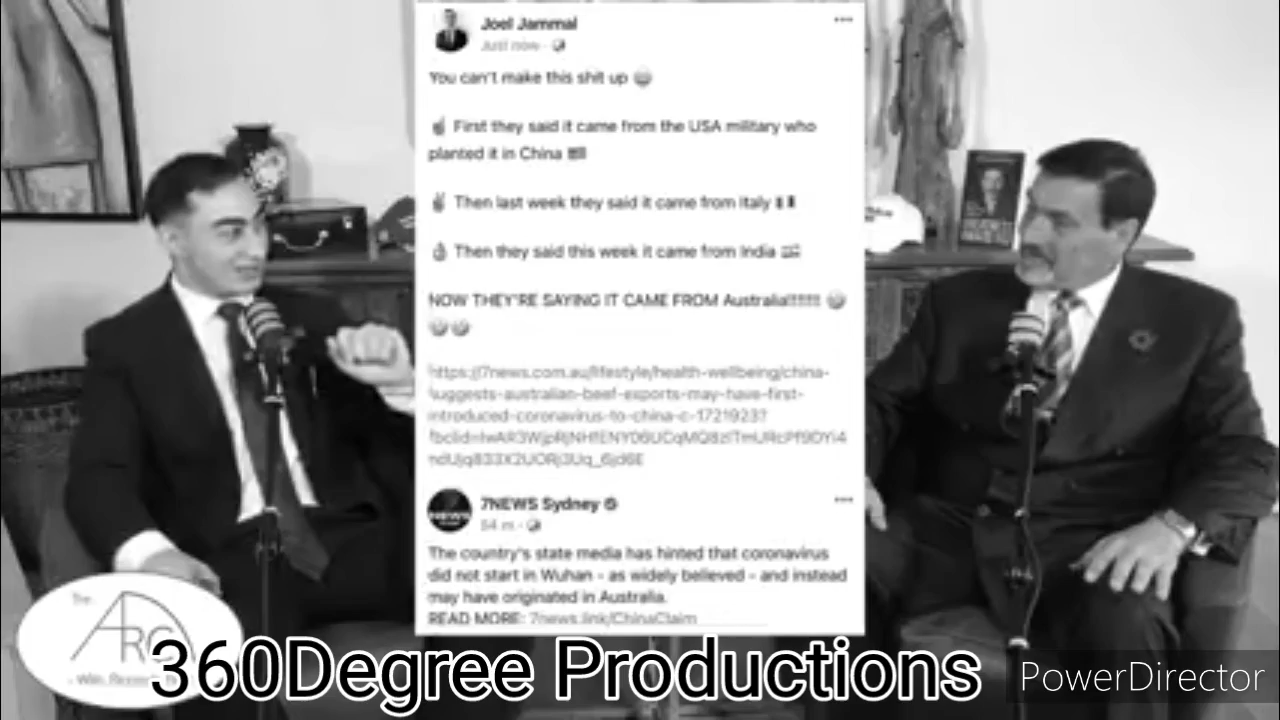 Joel Jammal
Just now
You can't make this shit up
First they said it came from the USA military who
planted it in China
Then last week they said it came from Italy
Then they said this week it came from India
NOW THEY'RE SAYING IT CAME FROM Australia!!!!!!!
https://7news.com.au/lifestyle/health-wellbeing/china-
suggests-australian-beef-exports-may-have-first-
introduced-coronavirus-to-china-c-1721923?
7NEWS Sydney
54 m
The country's state media has hinted that coronavirus
did not start in Wuhan - as widely believed - and instead
may have originated in Australia.
READ MORE: 7news.link/ChinaClaim
The
ARC
With
360Degree Productions
PowerDirector